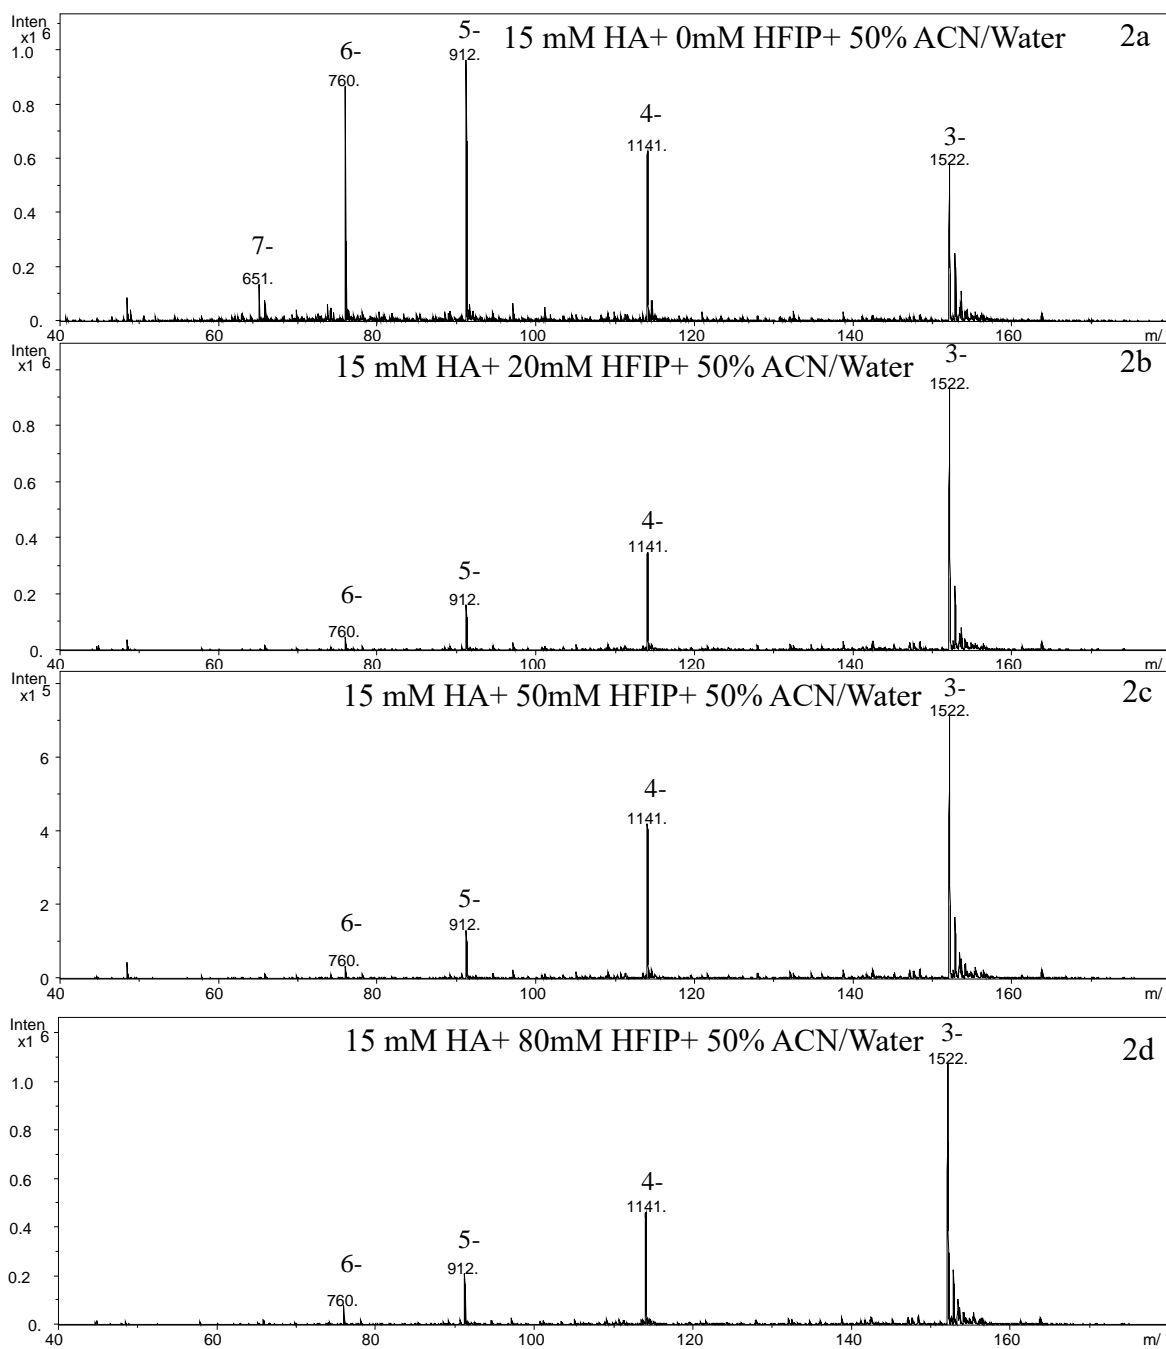 Inten
x1 6
15 mM HA+ 0mM HFIP+ 50% ACN/Water
2a
1.0
0.8
0.6
0.4
0.2
0.
7-
651.
6-
760.
5-
912.
4-
1141.
3-
1522.
40 60 80 100 120 140 160 m/
Inten
x1 6
15 mM HA+ 20mM HFIP+ 50% ACN/Water
2b
0.8
0.6
0.4
0.2
0.
6-
760.
5-
912.
4-
1141.
3-
1522.
40 60 80 100 120 140 160
Inten
x1 5
15 mM HA+ 50mM HFIP+ 50% ACN/Water
2c
6
4
2
0
6-
760.
5-
912.
4-
1141.
3-
1522.
40 60 80 100 120 140 160 m/
Inten
x1 6
15 mM HA+ 80mM HFIP+ 50% ACN/Water
2d
1.0
0.8
0.6
0.4
0.2
0.
6-
760.
5-
912.
4-
1141.
3-
1522.
40 60 80 100 120 140 160 m/